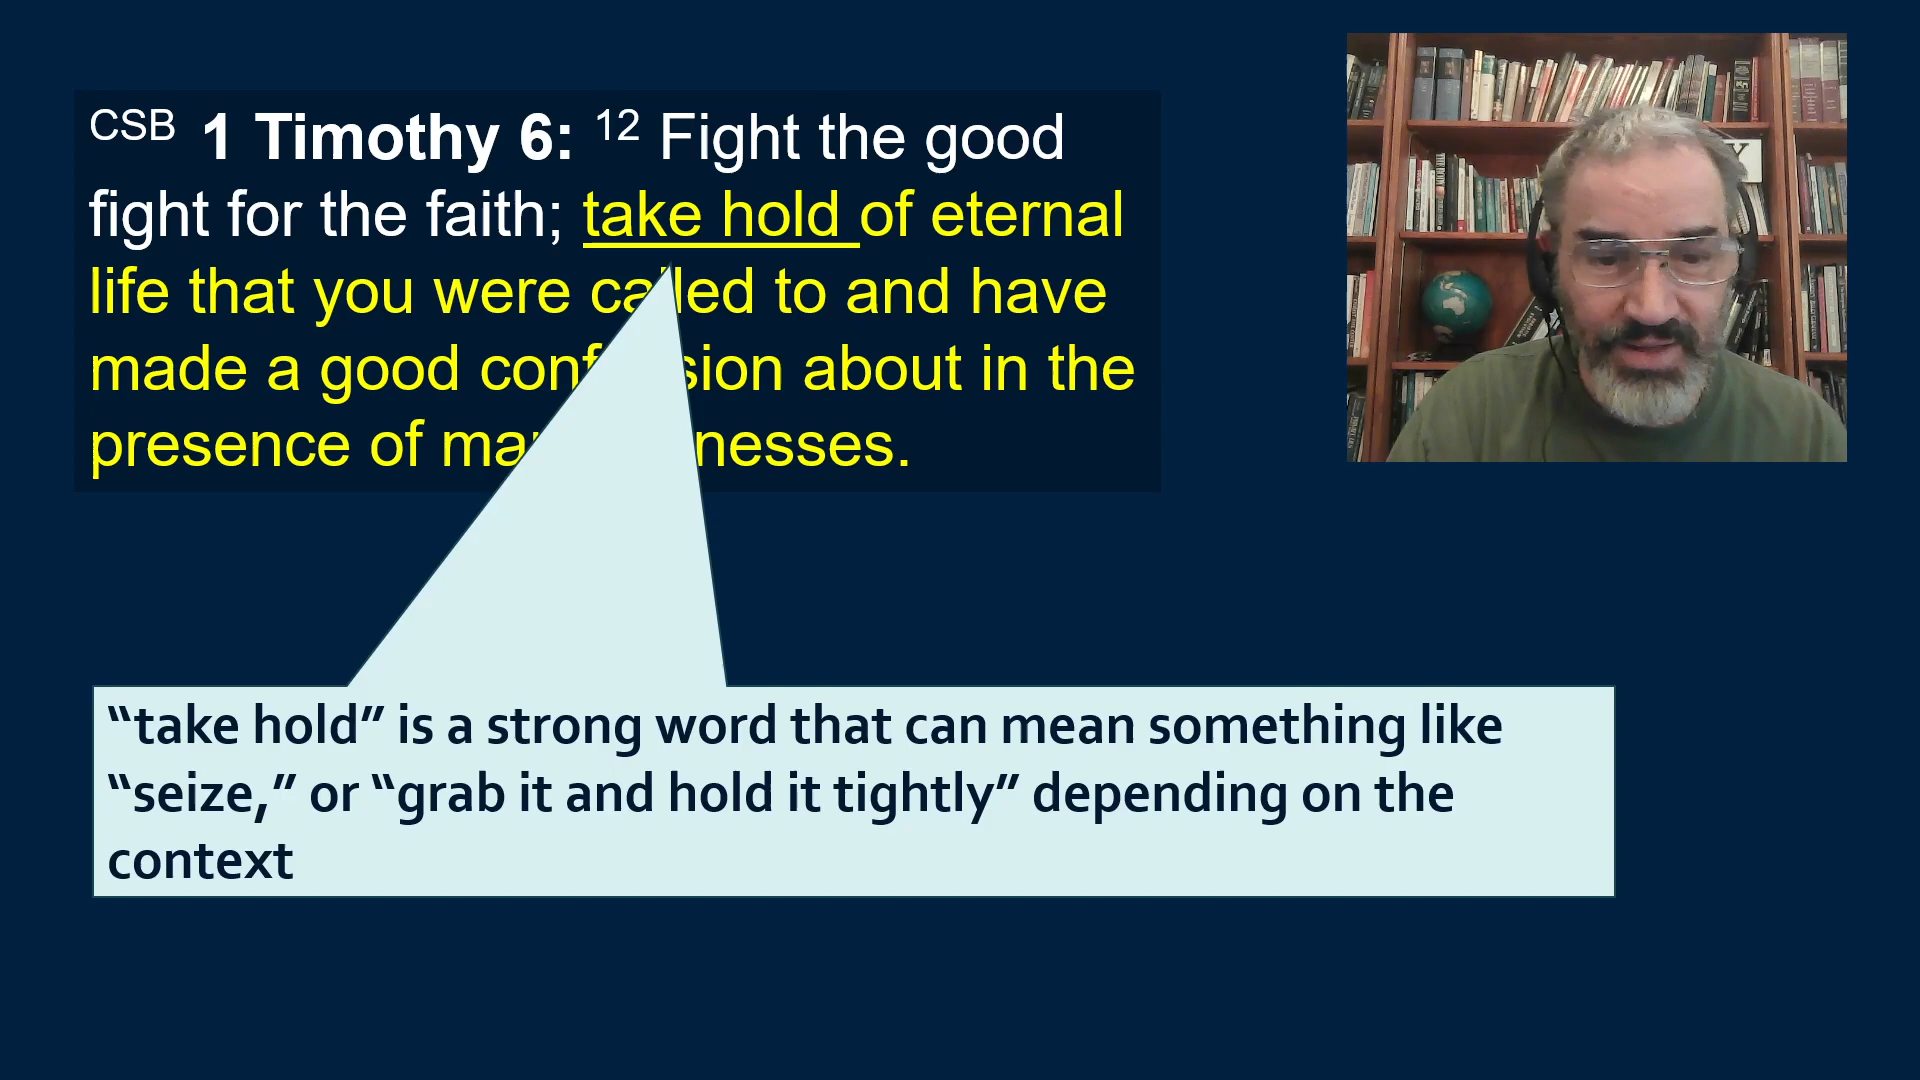 CSB 1 Timothy 6: 12 Fight the good
fight for the faith; take hold of eternal
life that you were called to and have
made a good confession about in the
presence of
“take hold” is a strong word that can mean something like
“seize,” or “grab it and hold it tightly” depending on the
context